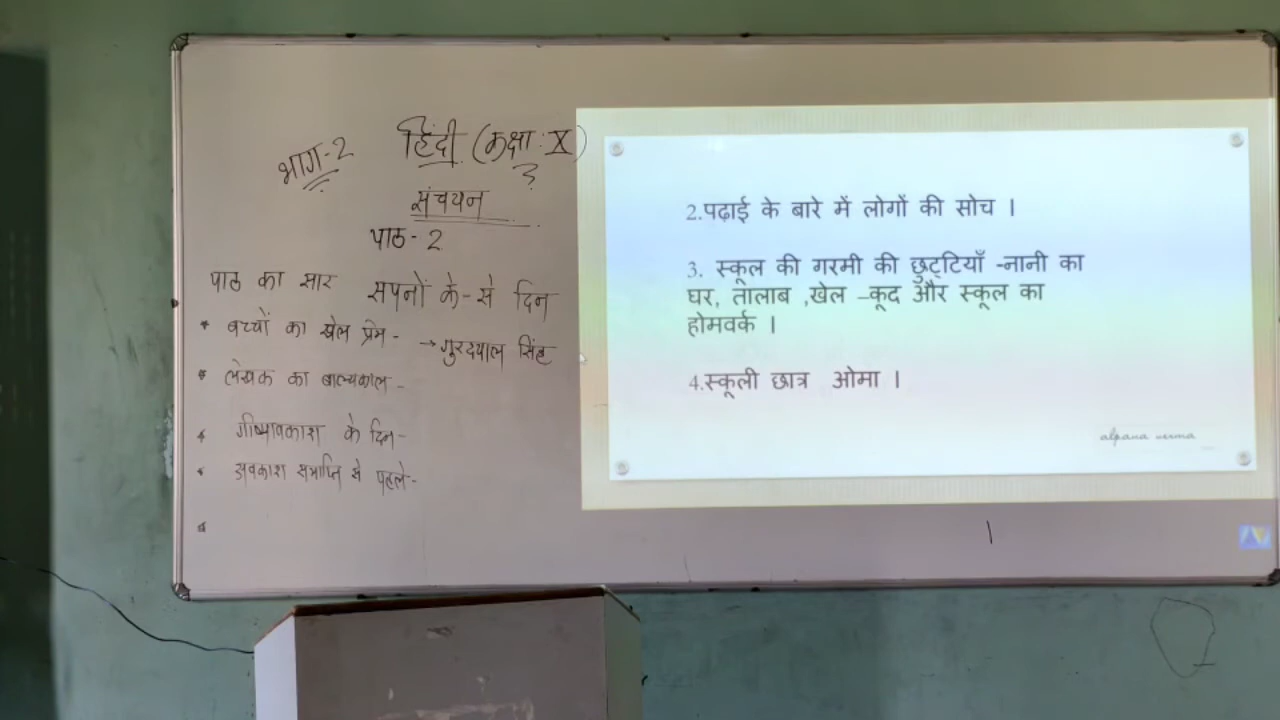 भाग-2
हिंदी (कक्षा: X)
संचयन
पाठ-2
पाठ का सार
सपनों के-से दिन
* बच्चों का खेल प्रेम-
→ गुरदयाल सिंह
* लेखक का बाल्यकाल-
* ग्रीष्मावकाश के दिन-
* अवकाश समाप्ति से पहले-
2.पढ़ाई के बारे में लोगों की सोच ।
3. स्कूल की गरमी की छुट्टियाँ -नानी का
घर, तालाब ,खेल –कूद और स्कूल का
होमवर्क ।
4.स्कूली छात्र ओमा ।
alpana verma